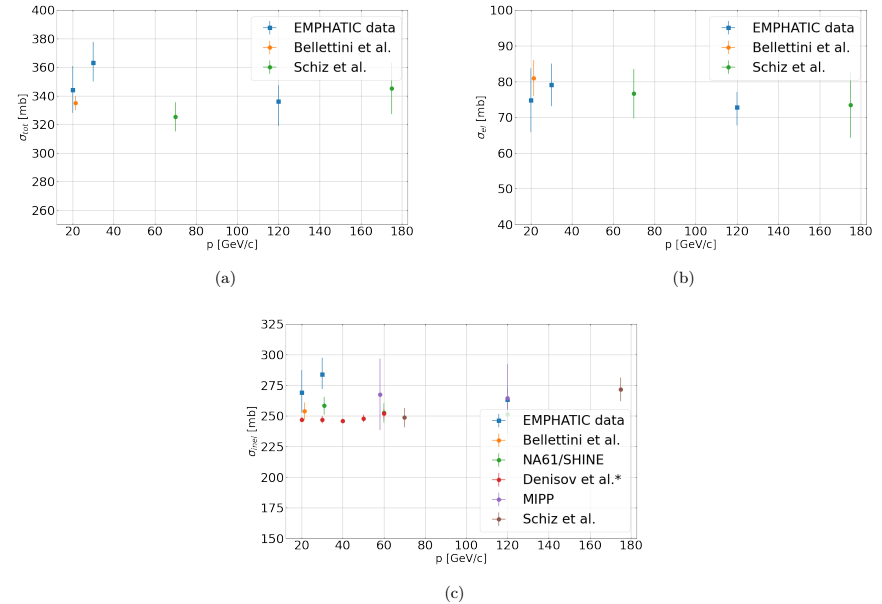 400
380
360
340
320
300
280
260
σtot [mb]
20 40 60 80 100 120 140 160 180
p [GeV/c]
EMPHATIC data
Bellettini et al.
Schiz et al.
(a)
100
90
80
70
60
50
40
σel [mb]
20 40 60 80 100 120 140 160 180
p [GeV/c]
EMPHATIC data
Bellettini et al.
Schiz et al.
(b)
325
300
275
250
225
200
175
150
σinel [mb]
20 40 60 80 100 120 140 160 180
p [GeV/c]
EMPHATIC data
Bellettini et al.
NA61/SHINE
Denisov et al.*
MIPP
Schiz et al.
(c)